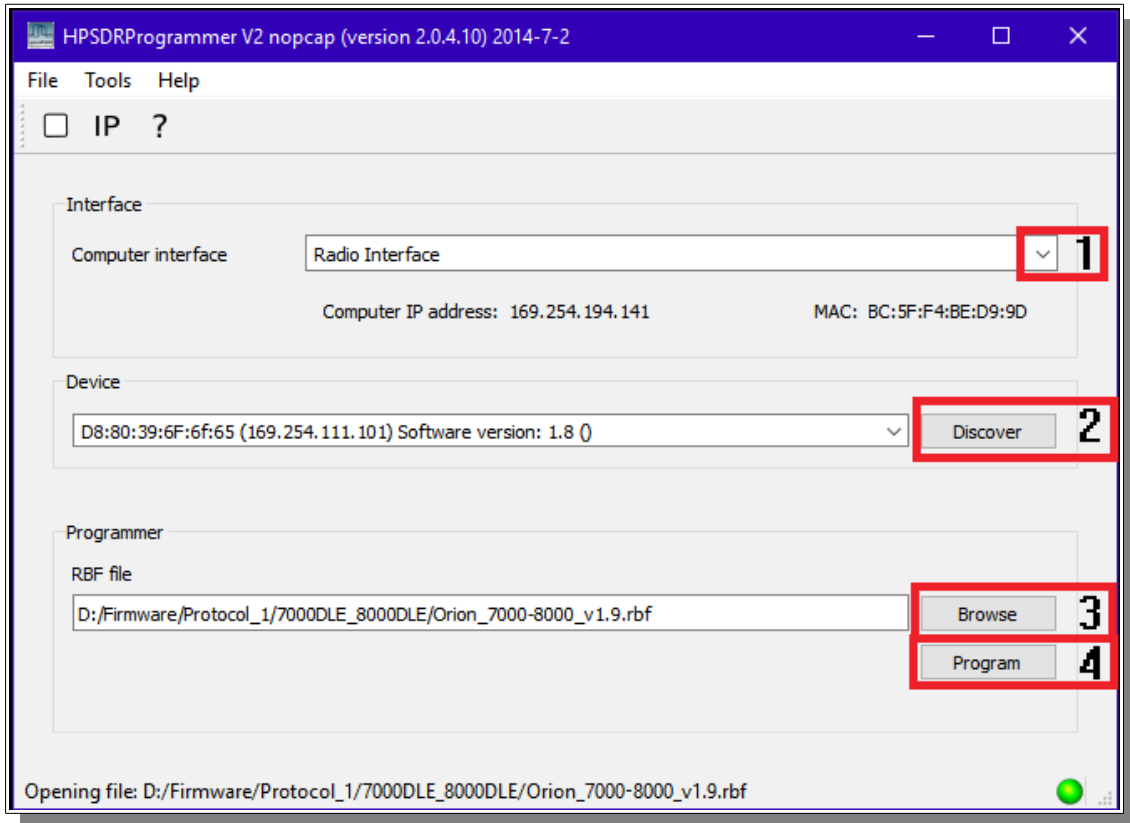 HPSDRProgrammer V2 nopcap (version 2.0.4.10) 2014-7-2
File Tools Help
IP ?
Interface
Computer interface Radio Interface 1
Computer IP address: 169.254.194.141 MAC: BC:5F:F4:BE:D9:9D
Device
D8:80:39:6F:6f:65 (169.254.111.101) Software version: 1.8 () Discover 2
Programmer
RBF file
D:/Firmware/Protocol_1/7000DLE_8000DLE/Orion_7000-8000_v1.9.rbf Browse 3
Program 4
Opening file: D:/Firmware/Protocol_1/7000DLE_8000DLE/Orion_7000-8000_v1.9.rbf